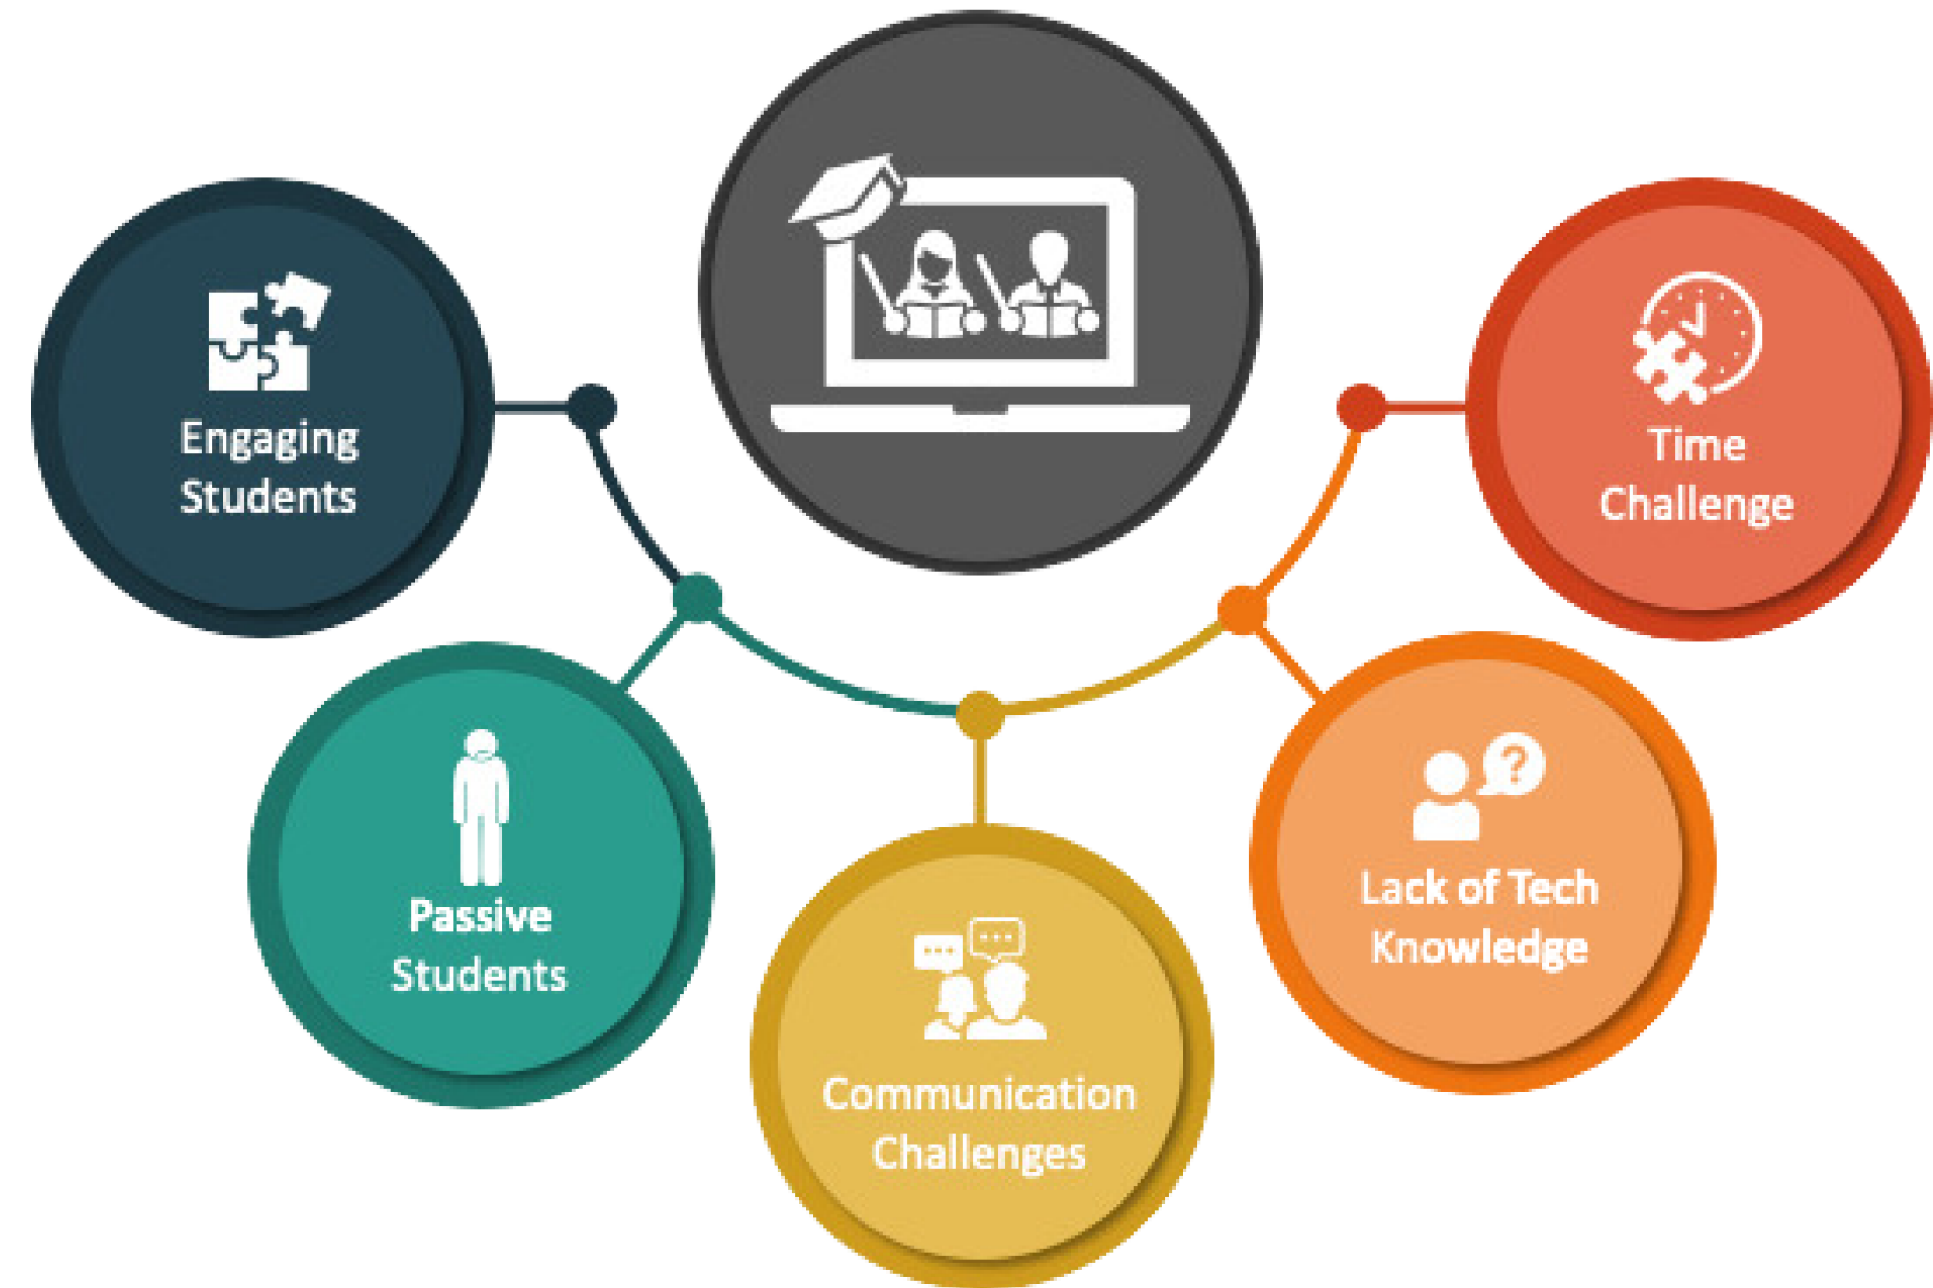 Engaging
Students
Passive
Students
Communication
Challenges
?
Lack of Tech
Knowledge
Time
Challenge